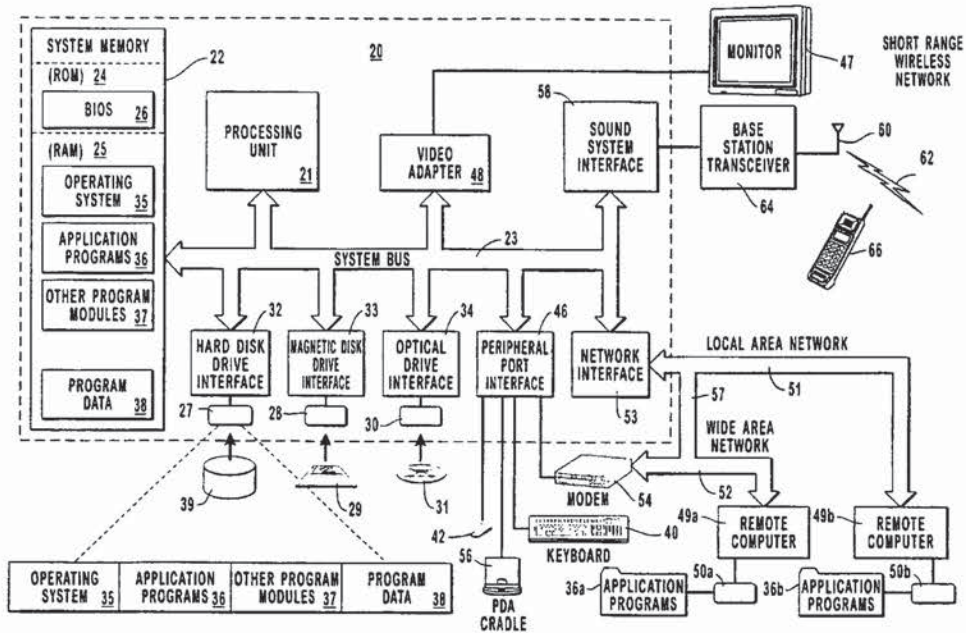 SYSTEM MEMORY
(ROM) 24
BIOS
26
(RAM) 25
OPERATING
SYSTEM 35
APPLICATION
PROGRAMS 36
OTHER PROGRAM
MODULES 37
PROGRAM
DATA 38
22
20
PROCESSING
UNIT
21
VIDEO
ADAPTER 48
58
SOUND
SYSTEM
INTERFACE
MONITOR
47
SHORT RANGE
WIRELESS
NETWORK
BASE
STATION
TRANSCEIVER
64
60
62
66
23
SYSTEM BUS
32
HARD DISK
DRIVE
INTERFACE
33
MAGNETIC DISK
DRIVE
INTERFACE
34
OPTICAL
DRIVE
INTERFACE
46
PERIPHERAL
PORT
INTERFACE
NETWORK
INTERFACE
53
LOCAL AREA NETWORK
51
57
WIDE AREA
NETWORK
52
27
28
30
39
29
31
42
MODEM
54
KEYBOARD
40
56
PDA
CRADLE
49a
REMOTE
COMPUTER
49b
REMOTE
COMPUTER
36a
APPLICATION
PROGRAMS
50a
36b
APPLICATION
PROGRAMS
50b
OPERATING
SYSTEM 35
APPLICATION
PROGRAMS 36
OTHER PROGRAM
MODULES 37
PROGRAM
DATA 38